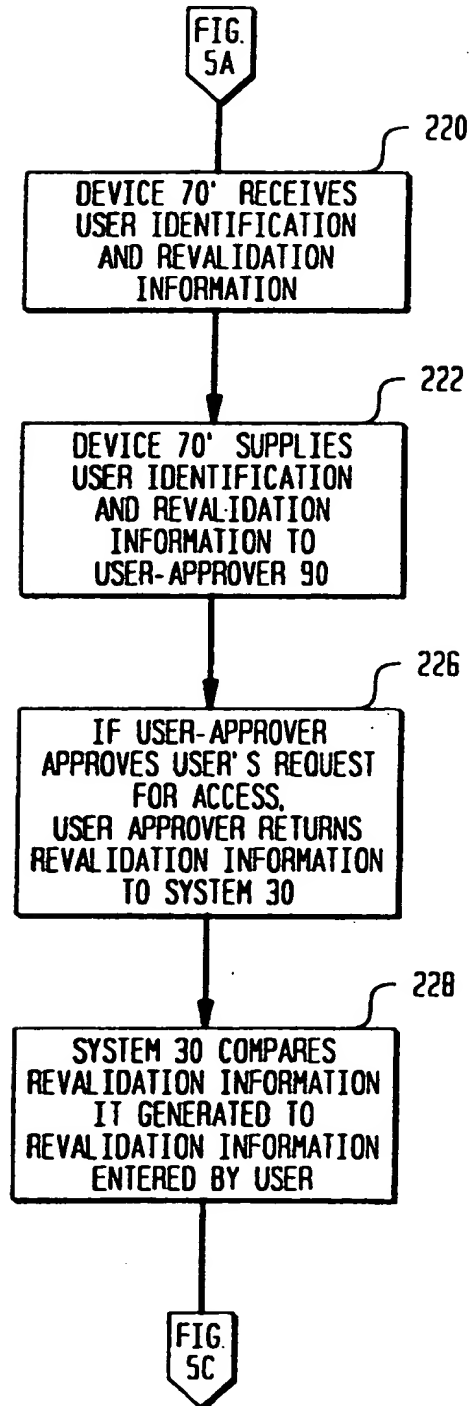 FIG.
5A
220
DEVICE 70' RECEIVES
USER IDENTIFICATION
AND REVALIDATION
INFORMATION
222
DEVICE 70' SUPPLIES
USER IDENTIFICATION
AND REVALIDATION
INFORMATION TO
USER-APPROVER 90
226
IF USER-APPROVER
APPROVES USER'S REQUEST
FOR ACCESS,
USER APPROVER RETURNS
REVALIDATION INFORMATION
TO SYSTEM 30
228
SYSTEM 30 COMPARES
REVALIDATION INFORMATION
IT GENERATED TO
REVALIDATION INFORMATION
ENTERED BY USER
FIG.
5C